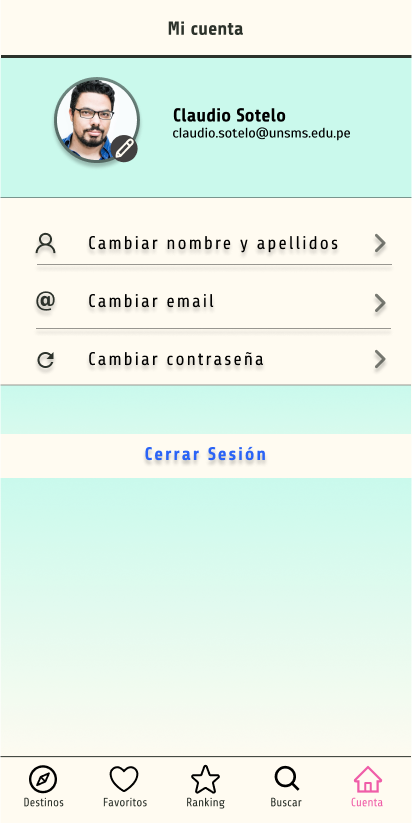 Mi cuenta
Claudio Sotelo
claudio.sotelo@unsms.edu.pe
Cambiar nombre y apellidos
@ Cambiar email
Cambiar contraseña
Cerrar Sesión
Destinos Favoritos Ranking Buscar Cuenta